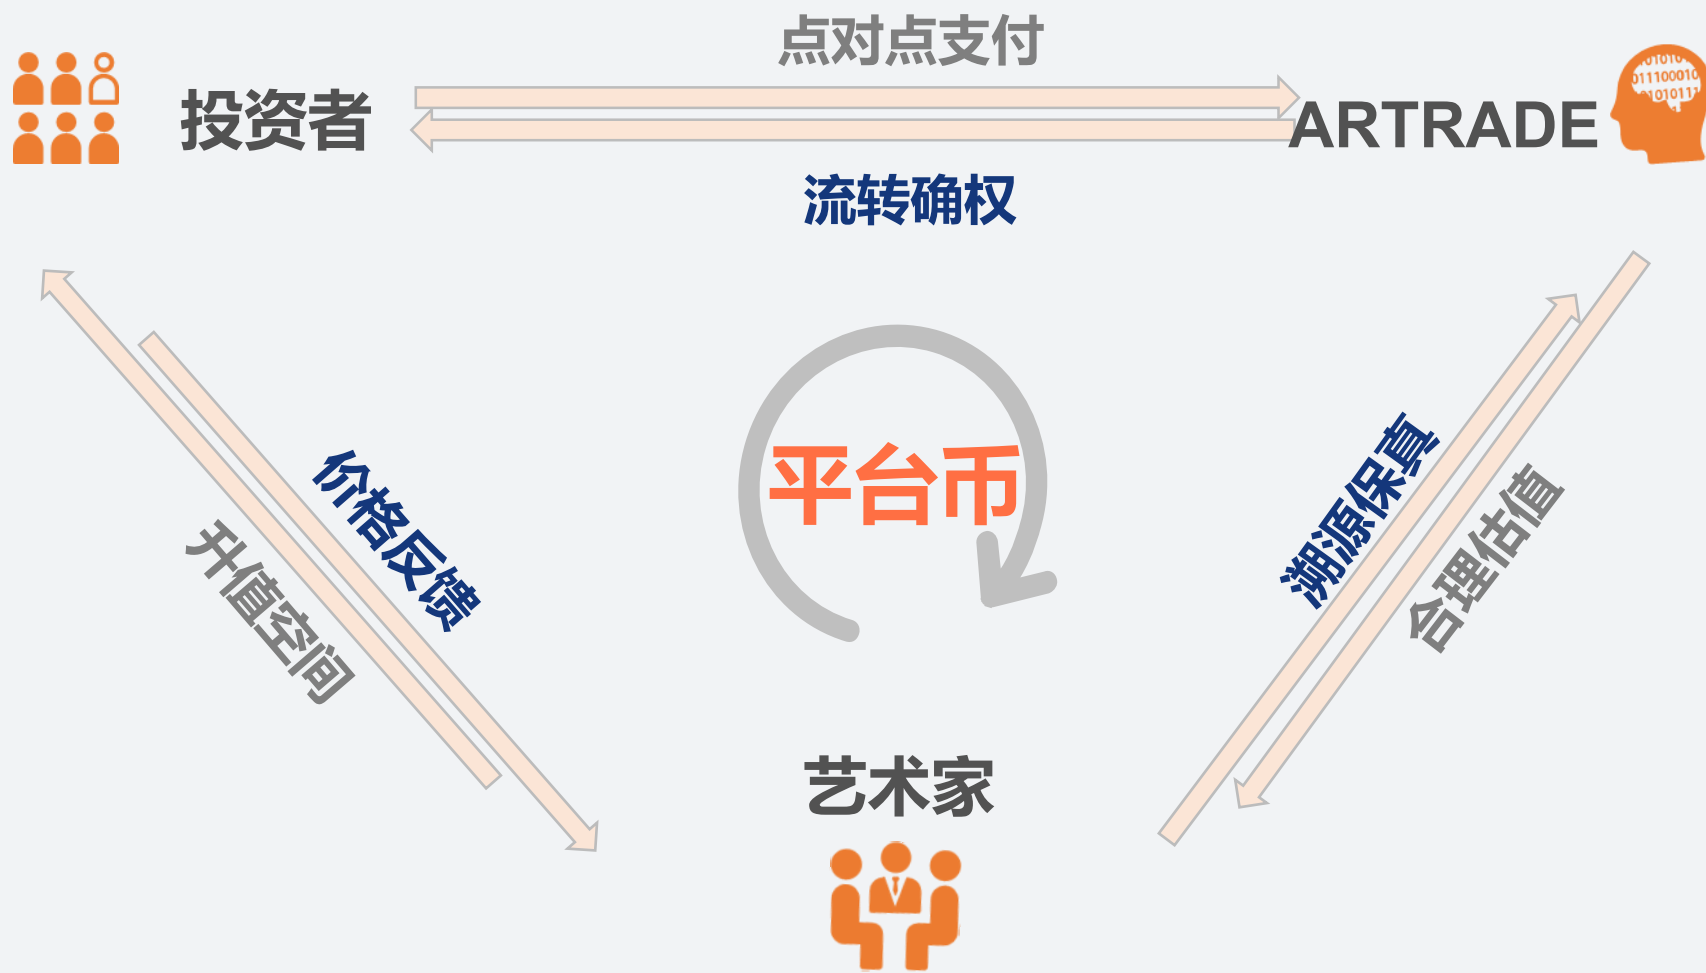 点对点支付
投资者
ARTRADE
流转确权
价格反馈
升值空间
平台币
溯源保真
合理估值
艺术家